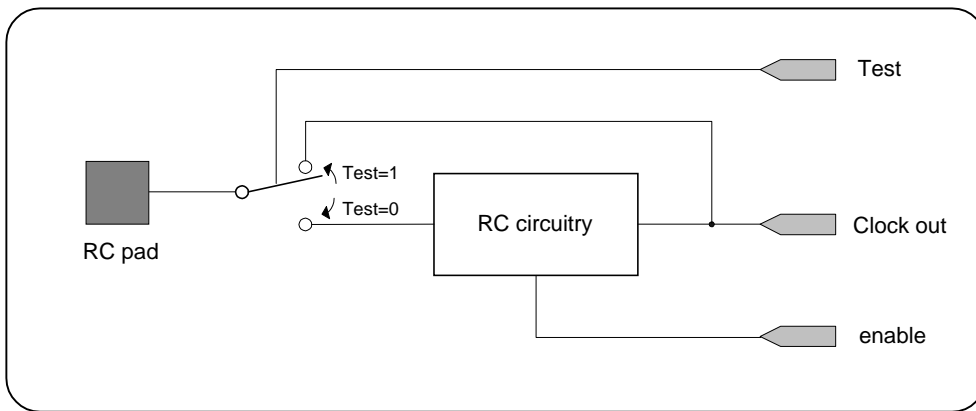 Test
Test=1
Test=0
RC circuitry
Clock out
RC pad
enable